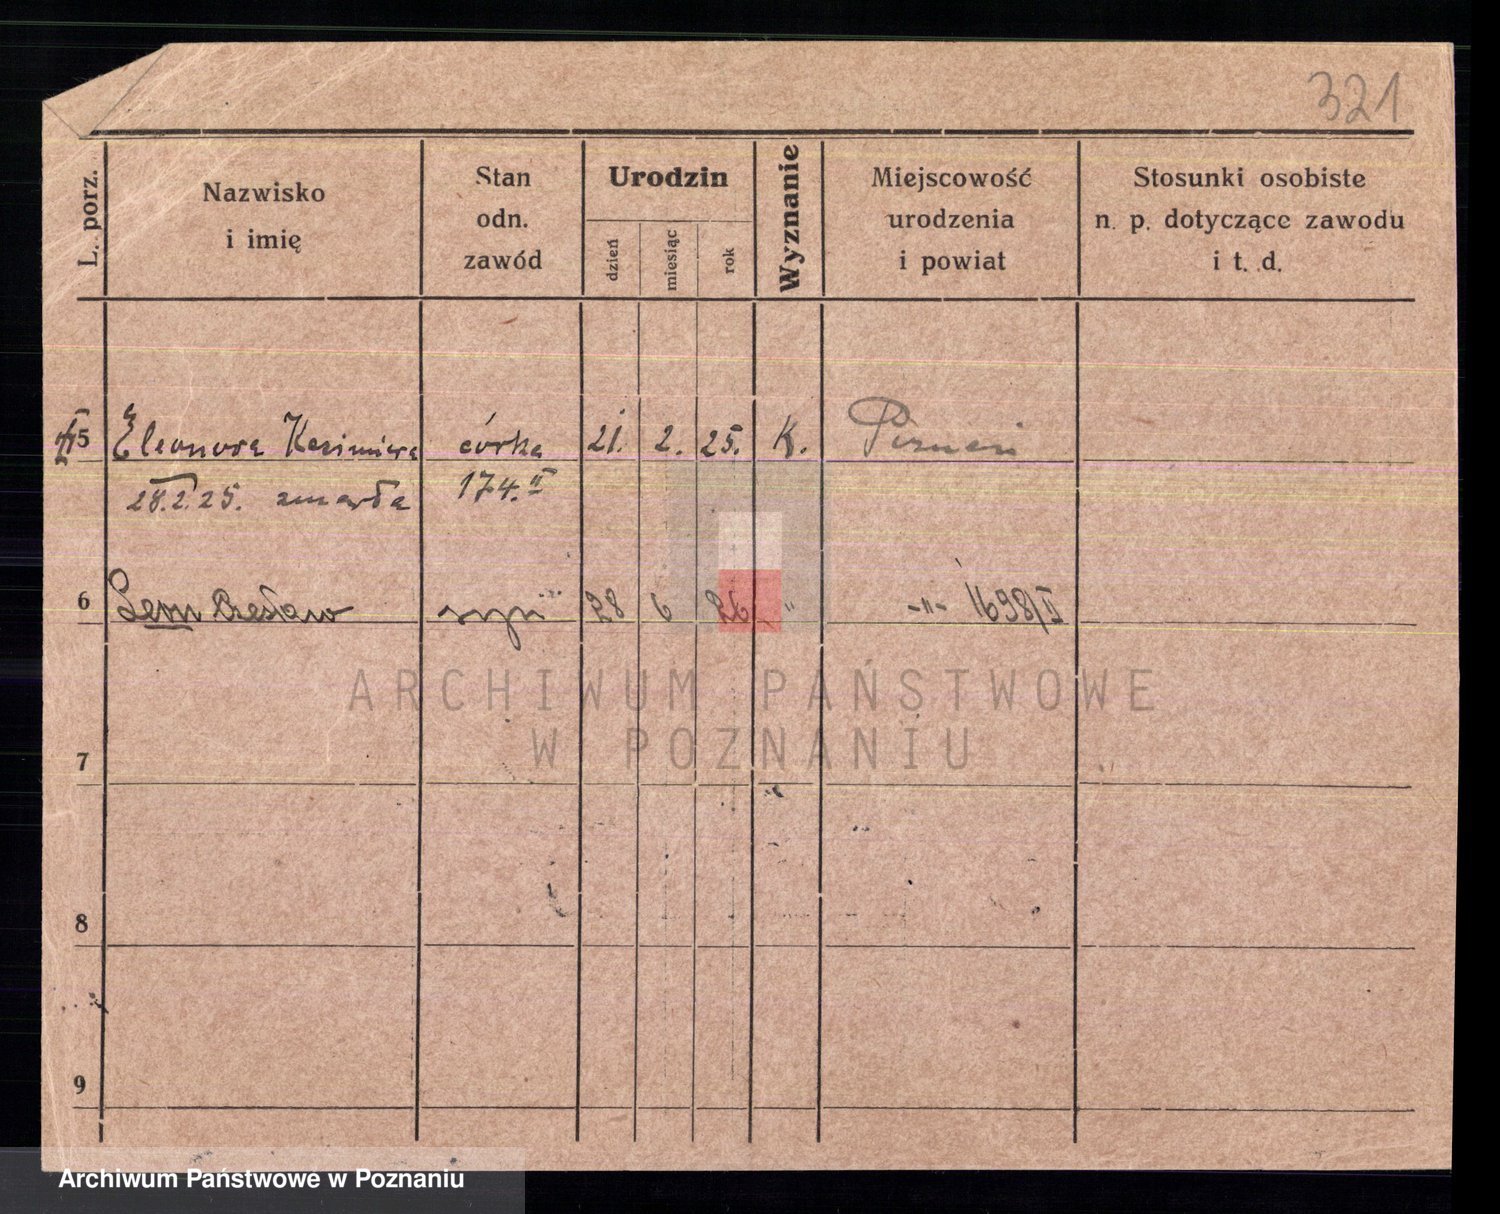 321
L. porz.
Nazwisko
i imię
Stan
odn.
zawód
Urodzin
dzień
miesiąc
rok
Wyznanie
Miejscowość
urodzenia
i powiat
Stosunki osobiste
n. p. dotyczące zawodu
i t. d.
5 Eleonora Kazimiera córka 21. 2. 25. K. Poznań
28.2.25. zmarła 174.II
6 Leon Czesław syn 28 6 26 " -"- 1698/II
ARCHIWUM PAŃSTWOWE
W POZNANIU
7
8
9
Archiwum Państwowe w Poznaniu